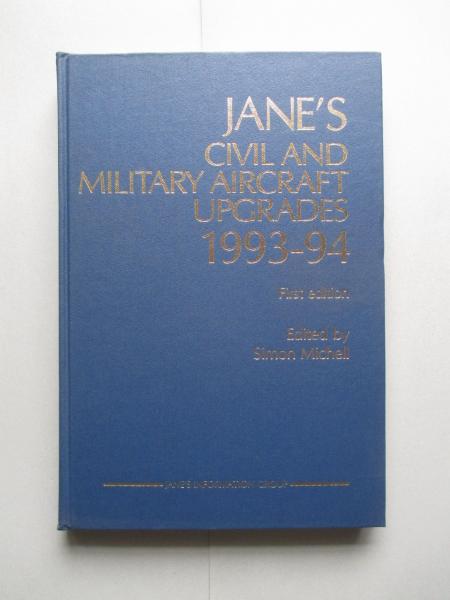 JANE'S
CIVIL AND
MILITARY AIRCRAFT
UPGRADES
1993-94
First edition
Edited by
Simon Michell
JANE'S INFORMATION GROUP